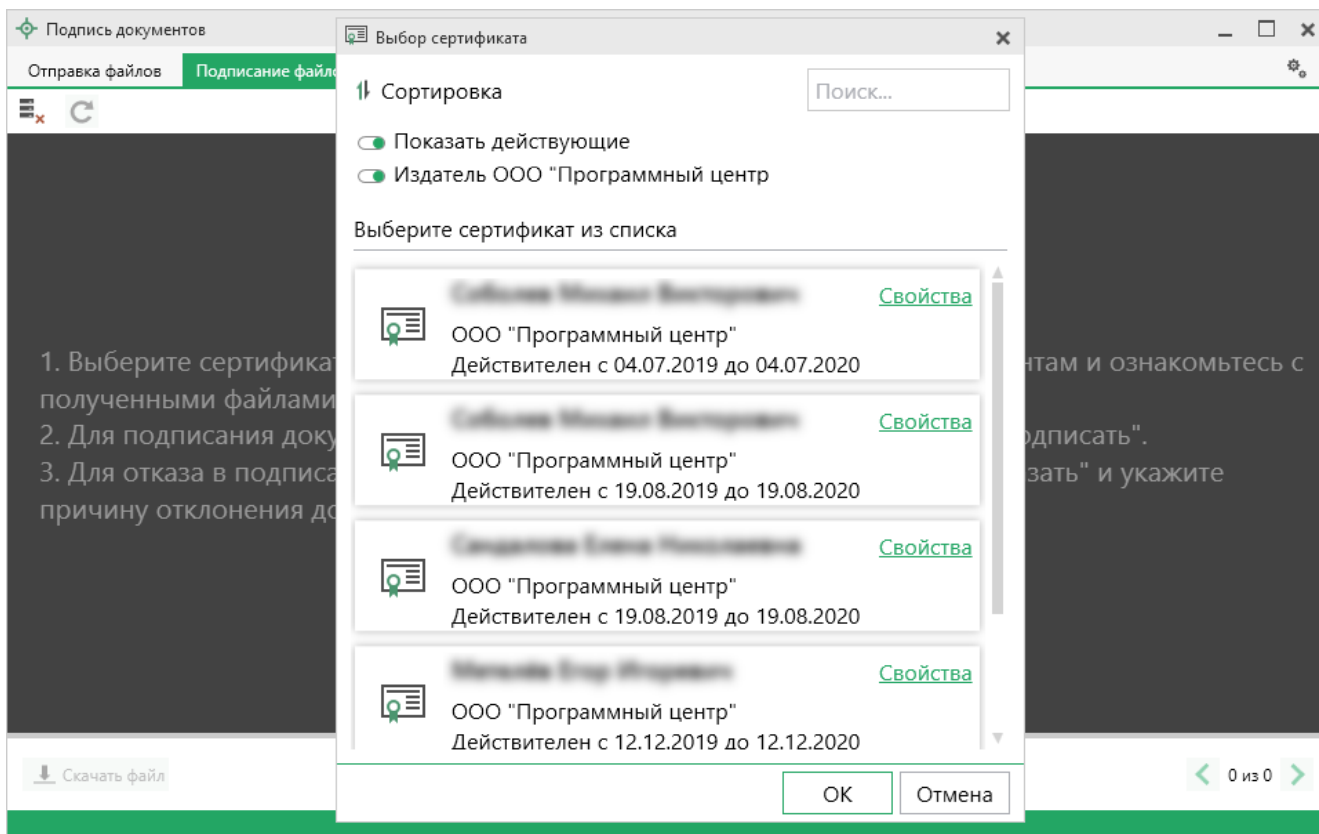 Подпись документов
Выбор сертификата
Отправка файлов
Подписание файло
Сортировка
Поиск...
Показать действующие
Издатель ООО "Программный центр
Выберите сертификат из списка
Свойства
ООО "Программный центр"
Действителен с 04.07.2019 до 04.07.2020
Свойства
ООО "Программный центр"
Действителен с 19.08.2019 до 19.08.2020
Свойства
ООО "Программный центр"
Действителен с 19.08.2019 до 19.08.2020
Свойства
ООО "Программный центр"
Действителен с 12.12.2019 до 12.12.2020
1. Выберите сертификат нтам и ознакомьтесь с
полученными файлами
2. Для подписания доку одписать".
3. Для отказа в подписа зать" и укажите
причину отклонения до
Скачать файл
0 из 0
ОК
Отмена